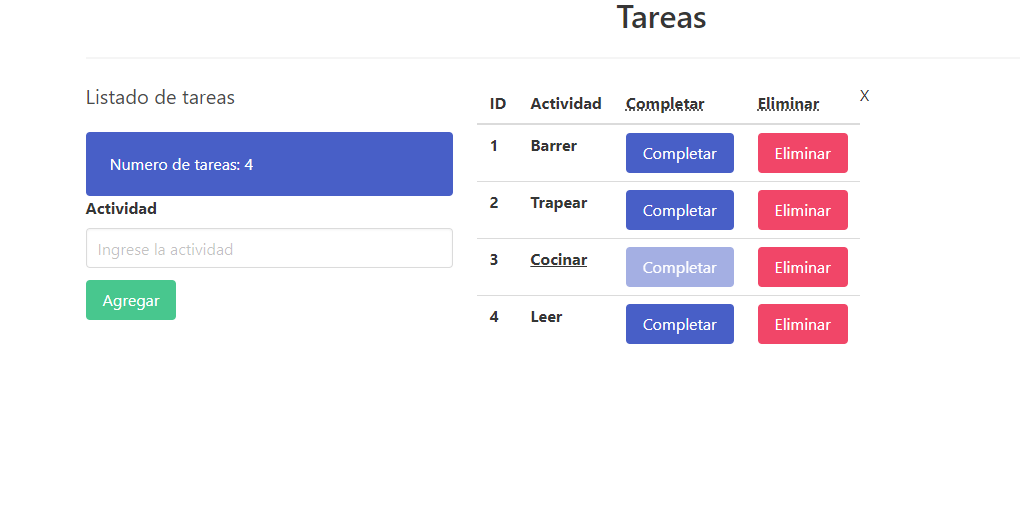 Tareas
Listado de tareas
Numero de tareas: 4
Actividad
Ingrese la actividad
Agregar
ID Actividad Completar Eliminar X
1 Barrer Completar Eliminar
2 Trapear Completar Eliminar
3 Cocinar Completar Eliminar
4 Leer Completar Eliminar